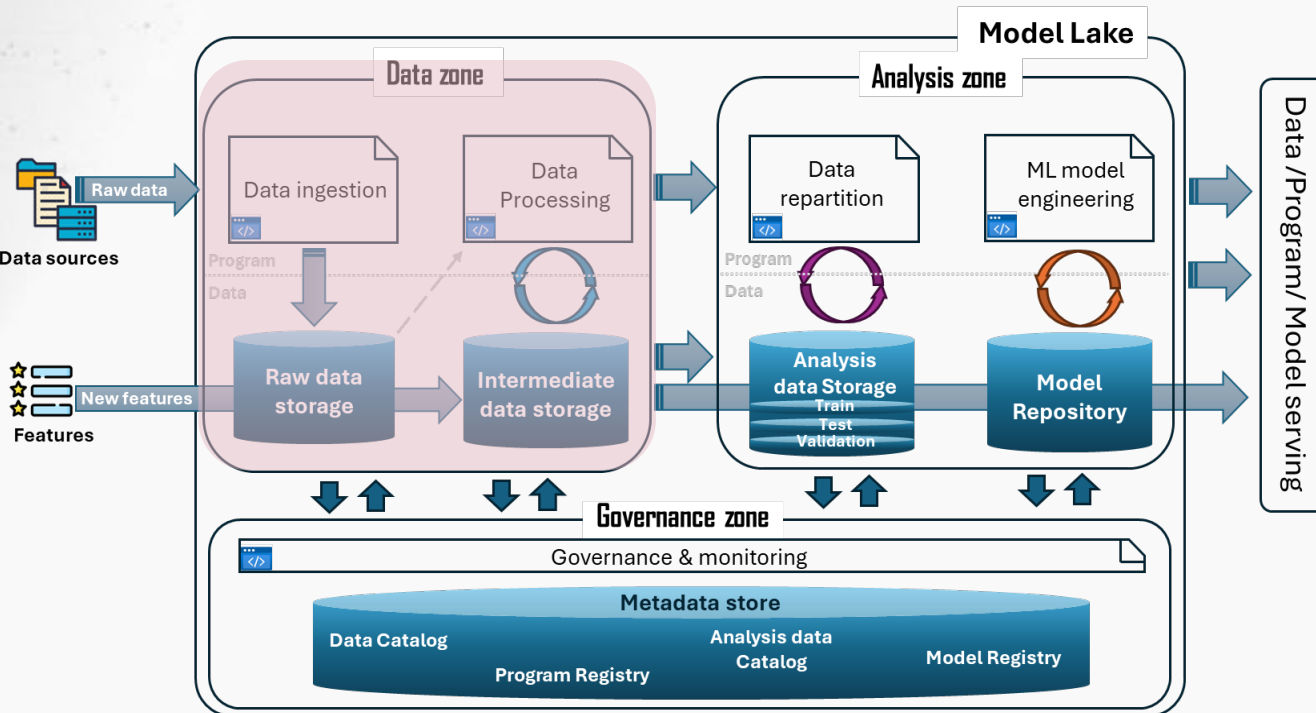 Model Lake
Data zone
Analysis zone
Data ingestion
Data
Processing
Data
repartition
ML model
engineering
Raw data
Data sources
Program
Data
Program
Data
Raw data
storage
Intermediate
data storage
Analysis
data Storage
Train
Test
Validation
Model
Repository
New features
Features
Data /Program/ Model serving
Governance zone
Governance & monitoring
Metadata store
Data Catalog
Program Registry
Analysis data
Catalog
Model Registry